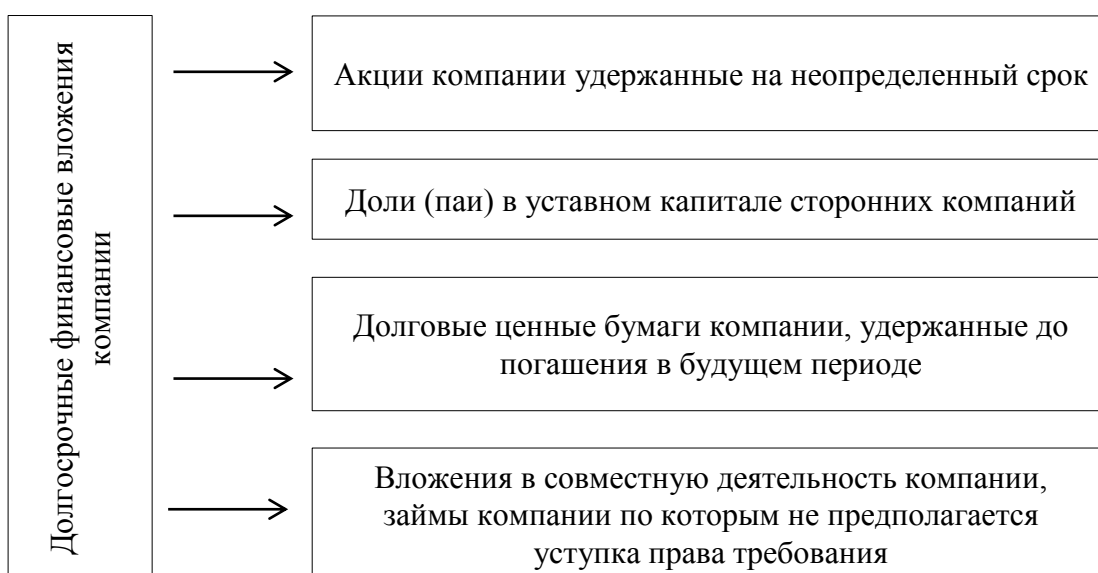 Долгосрочные финансовые вложения
компании
Акции компании удержанные на неопределенный срок
Доли (паи) в уставном капитале сторонних компаний
Долговые ценные бумаги компании, удержанные до
погашения в будущем периоде
Вложения в совместную деятельность компании,
займы компании по которым не предполагается
уступка права требования